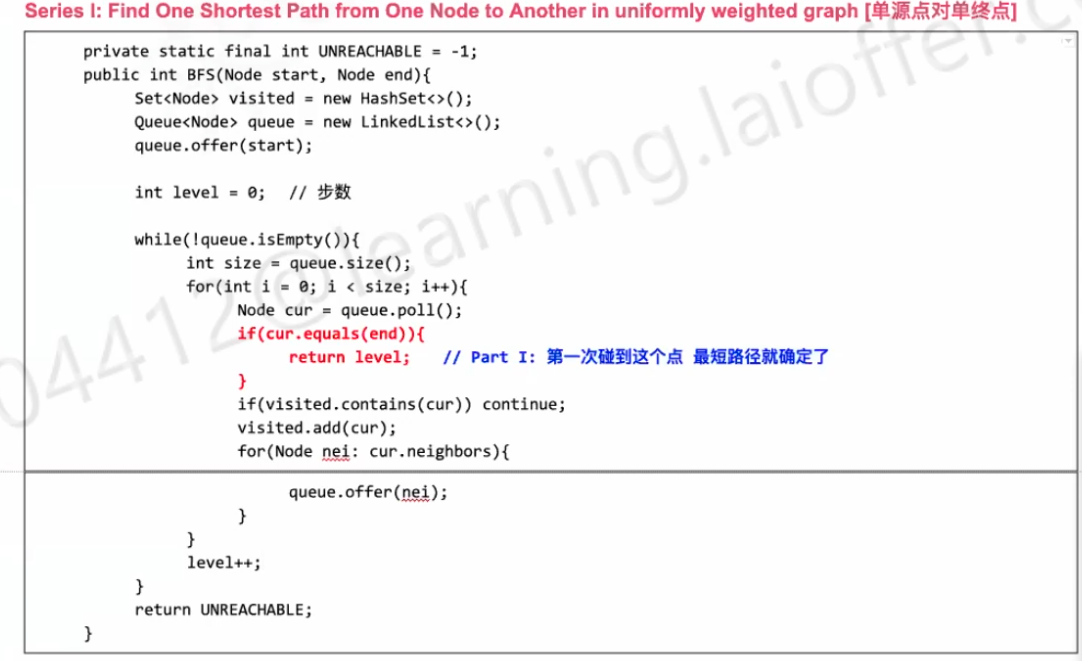 Series I: Find One Shortest Path from One Node to Another in uniformly weighted graph [单源点对单终点]
private static final int UNREACHABLE = -1;
public int BFS(Node start, Node end){
Set<Node> visited = new HashSet<>();
Queue<Node> queue = new LinkedList<>();
queue.offer(start);
int level = 0;  // 步数
while(!queue.isEmpty()){
int size = queue.size();
for(int i = 0; i < size; i++){
Node cur = queue.poll();
if(cur.equals(end)){
return level;   // Part I: 第一次碰到这个点 最短路径就确定了
}
if(visited.contains(cur)) continue;
visited.add(cur);
for(Node nei: cur.neighbors){
queue.offer(nei);
}
}
level++;
}
return UNREACHABLE;
}
04412@learning.laioffer.c